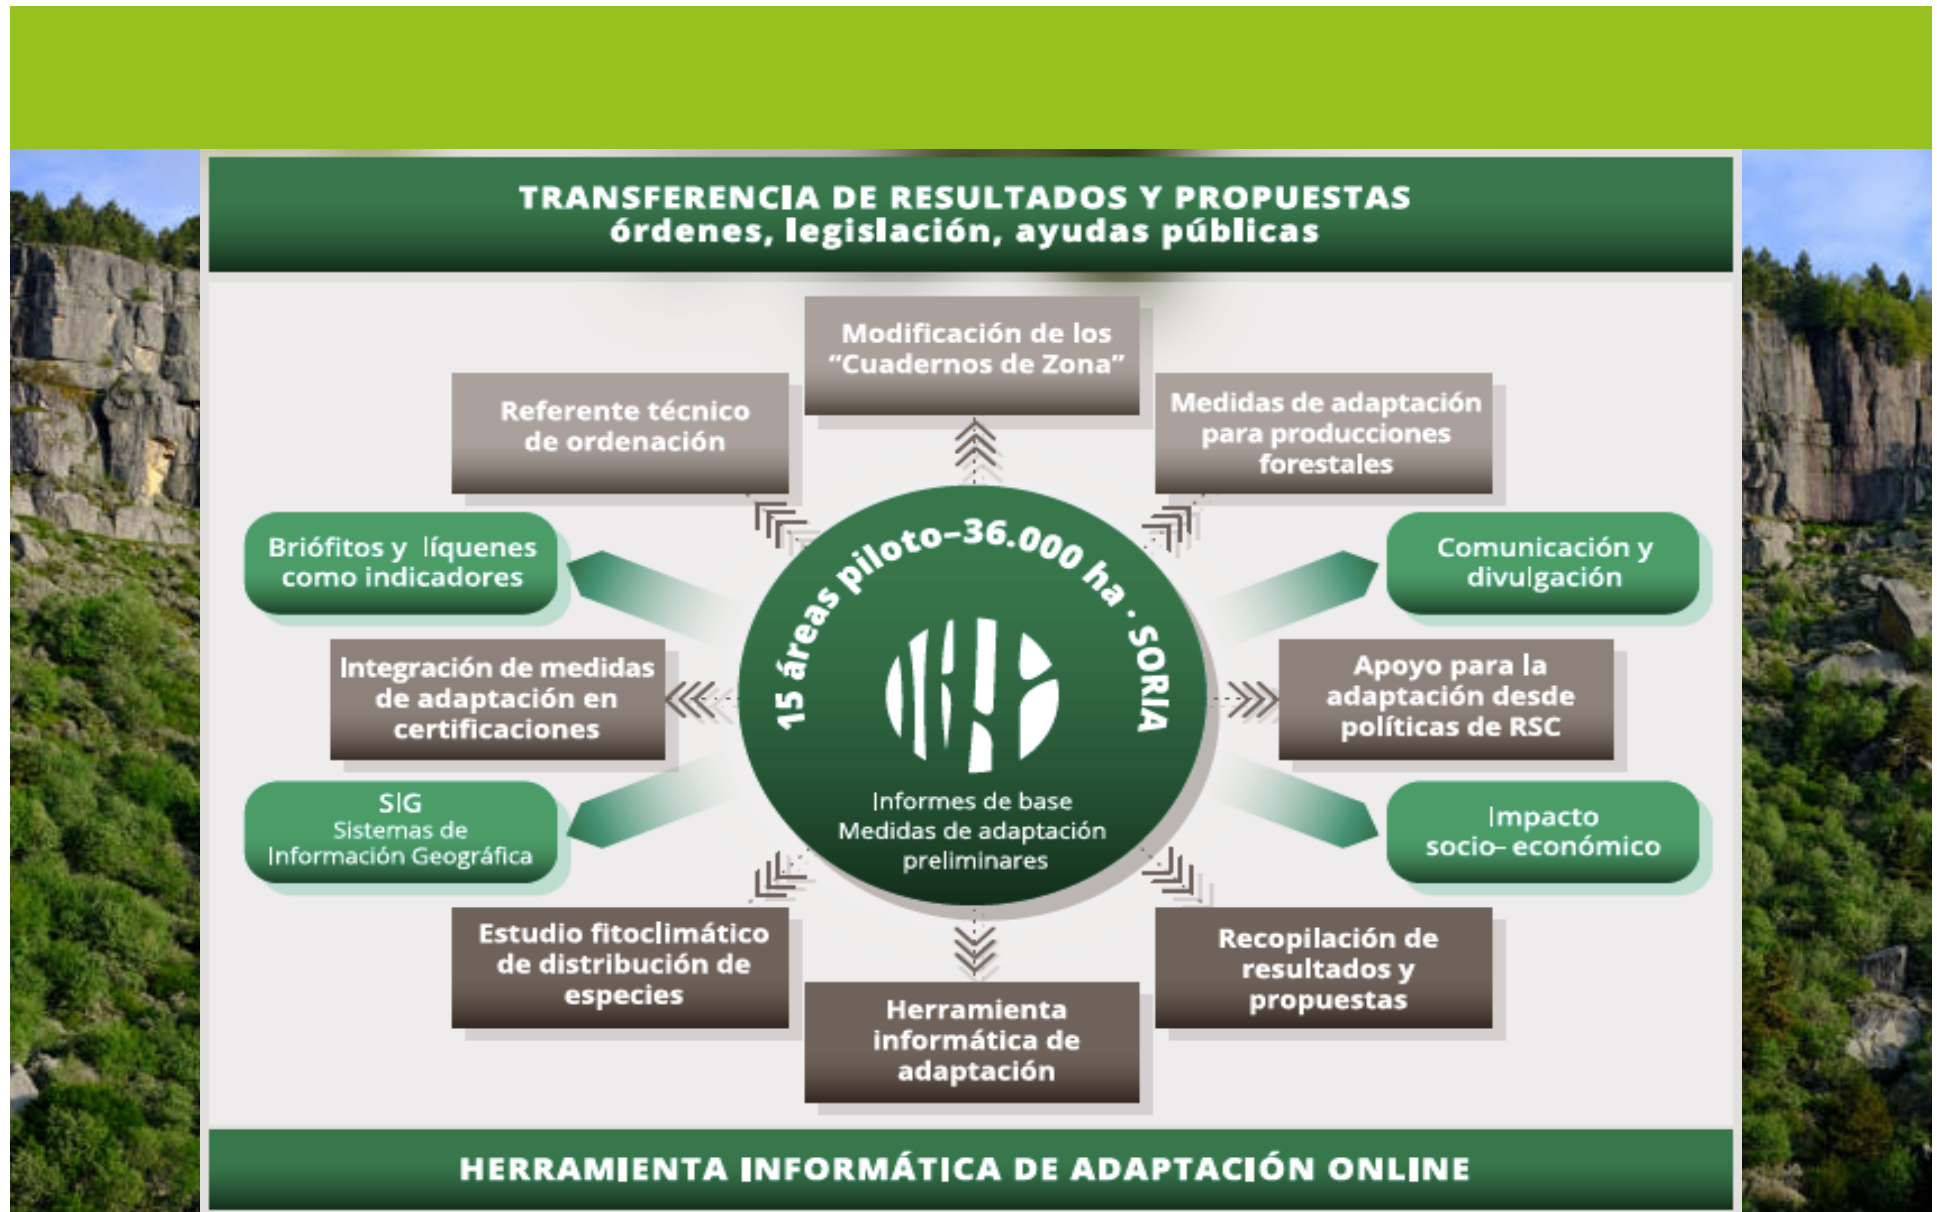 TRANSFERENCIA DE RESULTADOS Y PROPUESTAS
órdenes, legislación, ayudas públicas
Modificación de los
“Cuadernos de Zona”
Referente técnico
de ordenación
Medidas de adaptación
para producciones
forestales
Briófitos y líquenes
como indicadores
15 áreas piloto–36.000 ha · SORIA
Comunicación y
divulgación
Integración de medidas
de adaptación en
certificaciones
Apoyo para la
adaptación desde
políticas de RSC
SIG
Sistemas de
Información Geográfica
Informes de base
Medidas de adaptación
preliminares
Impacto
socio– económico
Estudio fitoclimático
de distribución de
especies
Herramienta
informática de
adaptación
Recopilación de
resultados y
propuestas
HERRAMIENTA INFORMÁTICA DE ADAPTACIÓN ONLINE